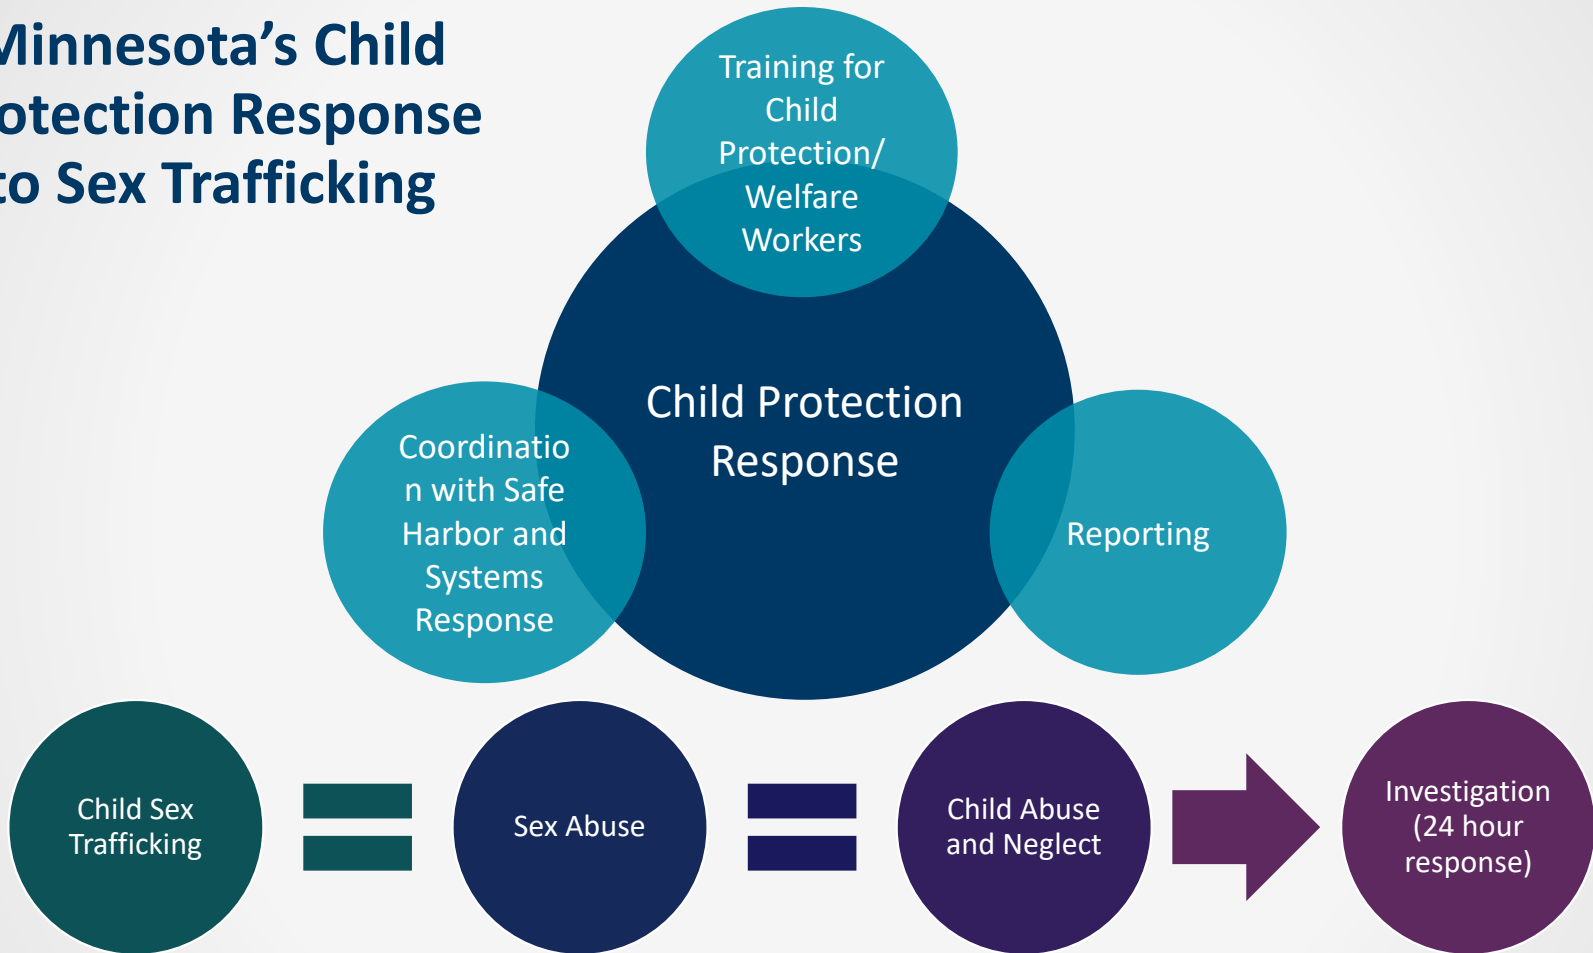 Minnesota’s Child
otection Response
to Sex Trafficking
Training for
Child
Protection/
Welfare
Workers
Child Protection
Response
Coordinatio
n with Safe
Harbor and
Systems
Response
Reporting
Child Sex
Trafficking
Sex Abuse
Child Abuse
and Neglect
Investigation
(24 hour
response)